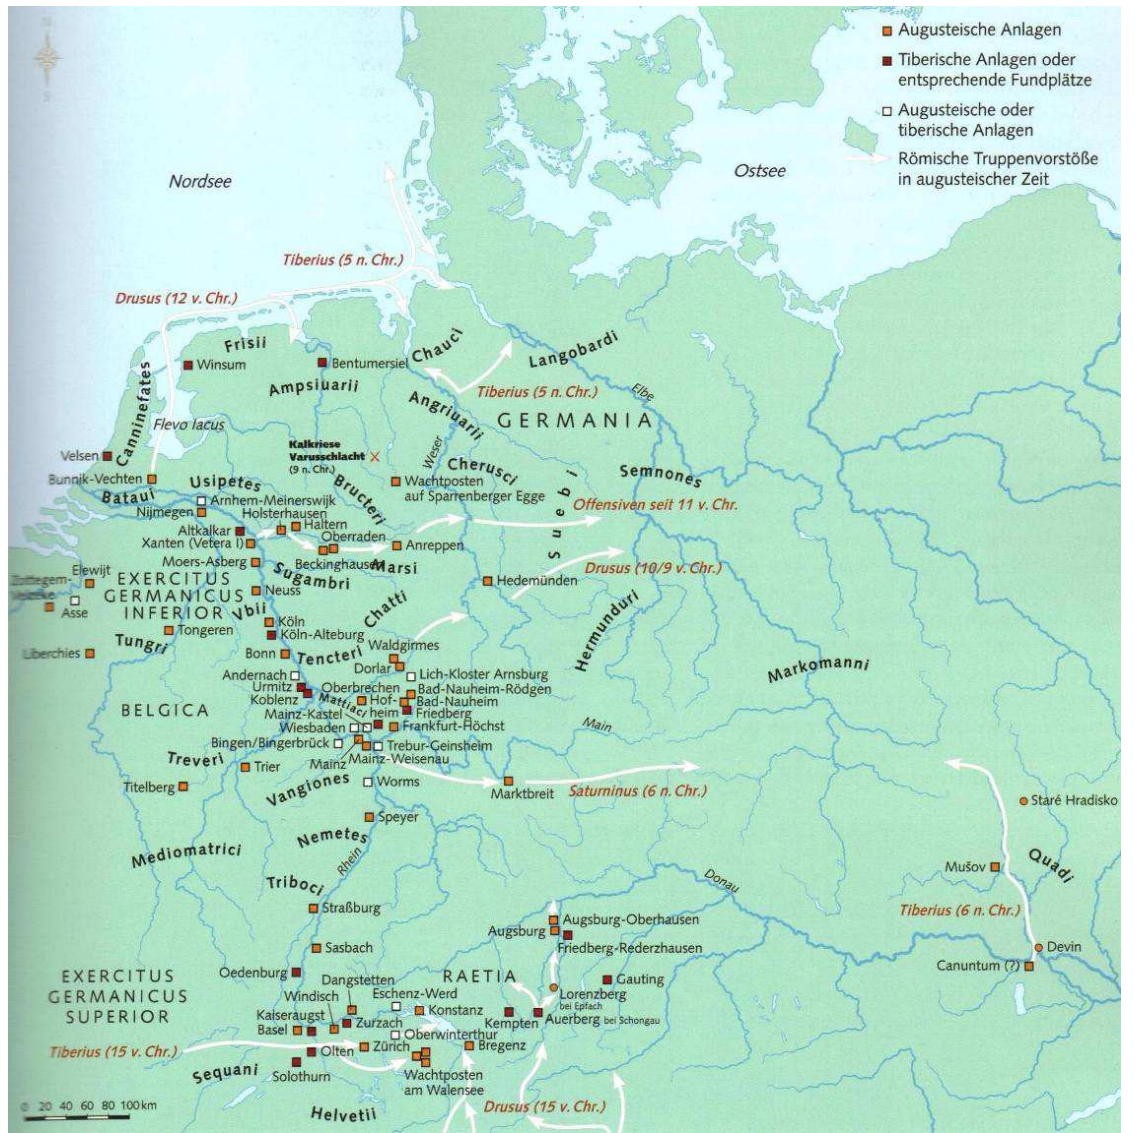 N
S
Augusteische Anlagen
Tiberische Anlagen oder
entsprechende Fundplätze
Augusteische oder
tiberische Anlagen
Römische Truppenvorstöße
in augusteischer Zeit
Nordsee
Ostsee
Tiberius (5 n. Chr.)
Drusus (12 v. Chr.)
Frisii
Chauci
Langobardi
Winsum
Bentumersiel
Ampsiuarii
Tiberius (5 n. Chr.)
Elbe
Canninefates
Angriuarii
GERMANIA
Flevo lacus
Kalkriese
Varusschlacht
(9 n. Chr.)
Weser
Velsen
Cherusci
Semnones
Bunnik-Vechten
Usipetes
Bructeri
Wachtposten
auf Sparrenberger Egge
Bataui
Arnhem-Meinerswijk
Suebi
Offensiven seit 11 v. Chr.
Nijmegen
Holsterhausen
Haltern
Altkalkar
Oberraden
Xanten (Vetera I)
Anreppen
Beckinghausen
Marsi
Moers-Asberg
Drusus (10/9 v. Chr.)
Elewijt
EXERCITUS
GERMANICUS
INFERIOR
Sugambri
Hedemünden
Neuss
Asse
Vbii
Chatti
Hermunduri
Köln
Tongeren
Köln-Alteburg
Tungri
Liberchies
Bonn
Tencteri
Waldgirmes
Dorlar
Markomanni
Andernach
Lich-Kloster Arnsburg
Urmitz
Oberbrechen
Bad-Nauheim-Rödgen
Koblenz
Mattiaci
Hof-
heim
Bad-Nauheim
BELGICA
Mainz-Kastel
Friedberg
Wiesbaden
Frankfurt-Höchst
Main
Bingen/Bingerbrück
Trebur-Geinsheim
Mainz
Mainz-Weisenau
Treveri
Trier
Vangiones
Worms
Titelberg
Marktbreit
Saturninus (6 n. Chr.)
Staré Hradisko
Speyer
Nemetes
Mediomatrici
Rhein
Quadi
Mušov
Triboci
Donau
Straßburg
Augsburg-Oberhausen
Tiberius (6 n. Chr.)
Augsburg
Friedberg-Rederzhausen
Sasbach
Devin
Canuntum (?)
EXERCITUS
GERMANICUS
SUPERIOR
Oedenburg
Dangstetten
RAETIA
Gauting
Windisch
Eschenz-Werd
Lorenzberg
bei Epfach
Kaiseraugst
Konstanz
Basel
Zurzach
Kempten
Auerberg bei Schongau
Oberwinterthur
Tiberius (15 v. Chr.)
Olten
Zürich
Bregenz
Sequani
Solothurn
Wachtposten
am Walensee
Helvetii
Drusus (15 v. Chr.)
0 20 40 60 80 100 km